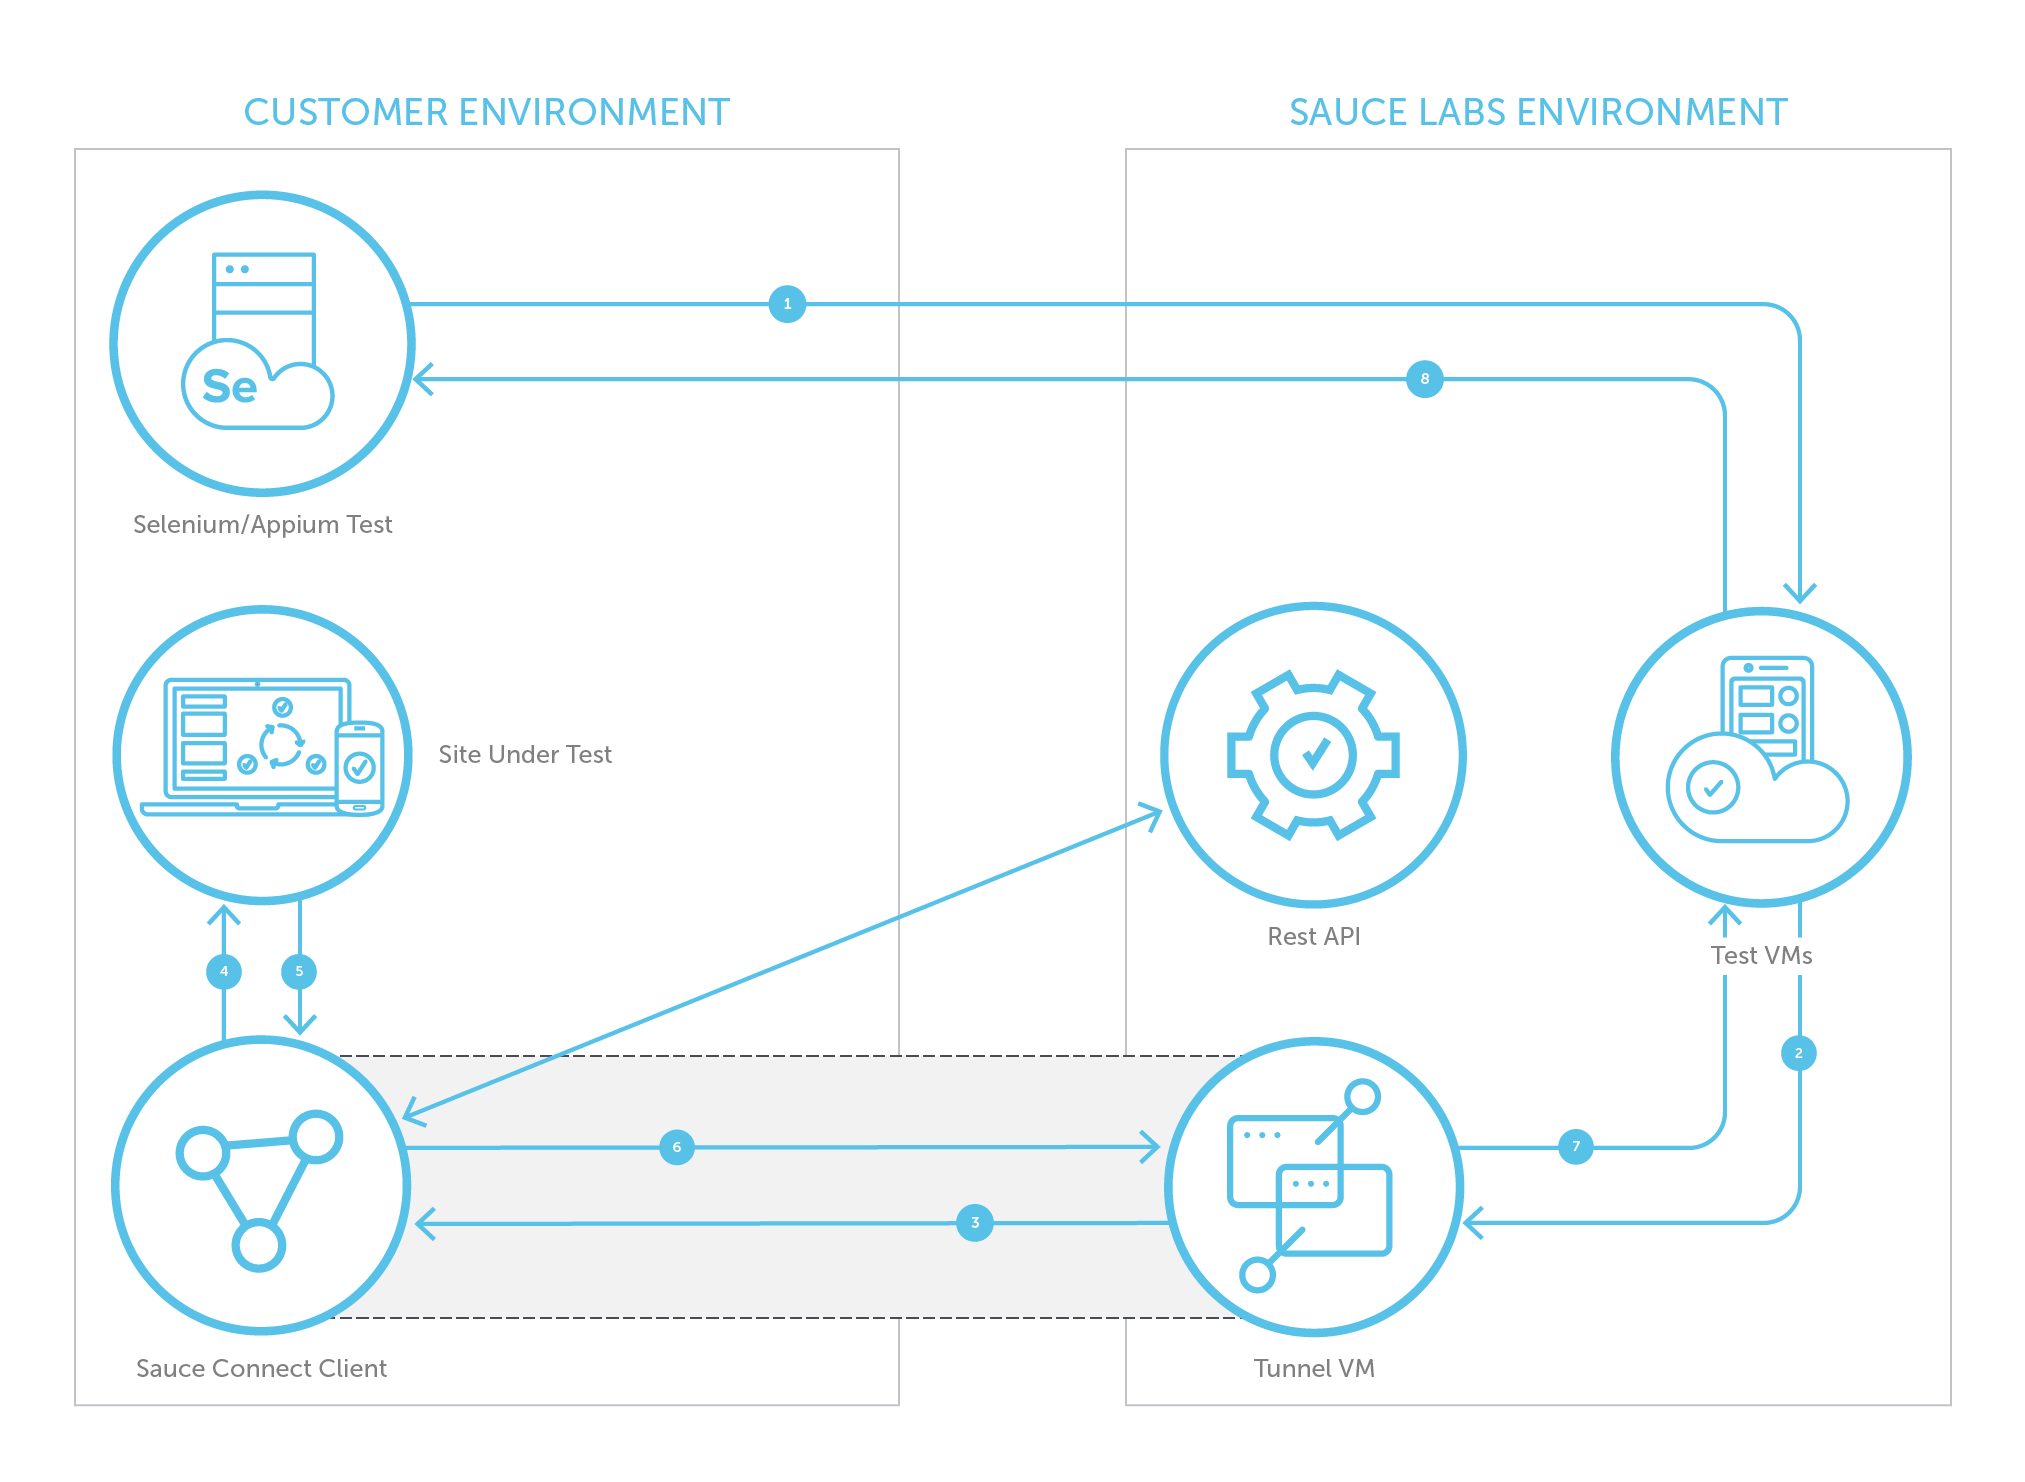 CUSTOMER ENVIRONMENT
SAUCE LABS ENVIRONMENT
1
8
Se
Selenium/Appium Test
Site Under Test
Rest API
Test VMs
4
5
2
6
7
3
Sauce Connect Client
Tunnel VM